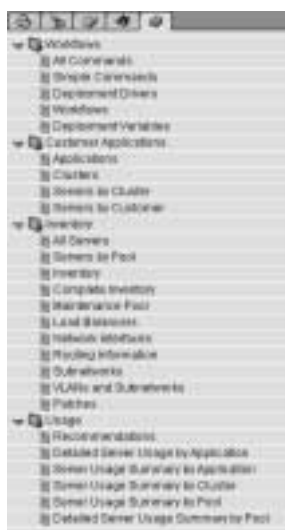 Workflows
All Commands
Simple Commands
Deployment Drivers
Workflows
Deployment Variables
Customer Applications
Applications
Clusters
Servers by Cluster
Servers by Customer
Inventory
All Servers
Servers by Pool
Inventory
Complete Inventory
Maintenance Pool
Load Balancers
Network Interfaces
Routing Information
Subnetworks
VLANs and Subnetworks
Patches
Usage
Recommendations
Detailed Server Usage by Application
Server Usage Summary by Application
Server Usage Summary by Cluster
Server Usage Summary by Pool
Detailed Server Usage Summary by Pool